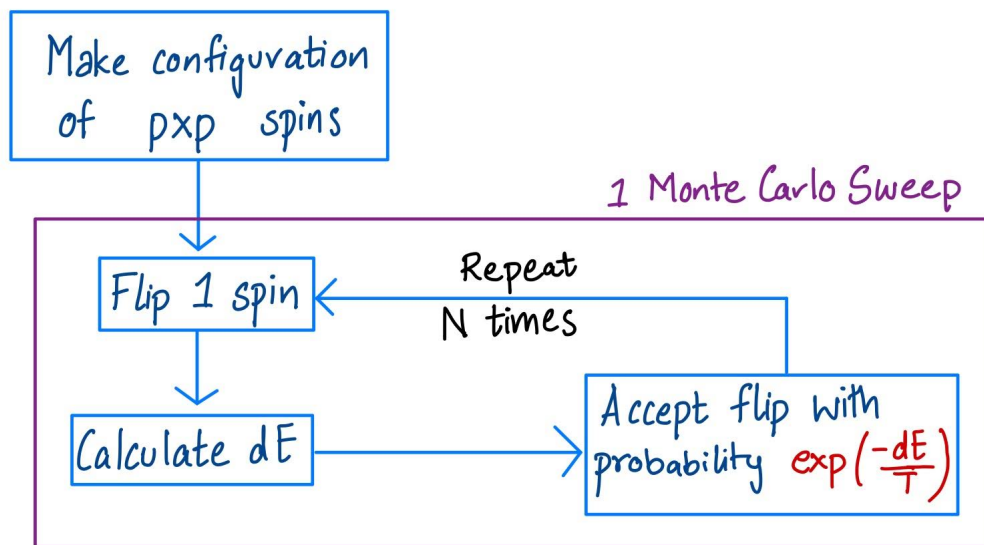 Make configuration
of pxp spins
1 Monte Carlo Sweep
Flip 1 spin
Repeat
N times
Calculate dE
Accept flip with
probability exp(-dE/T)